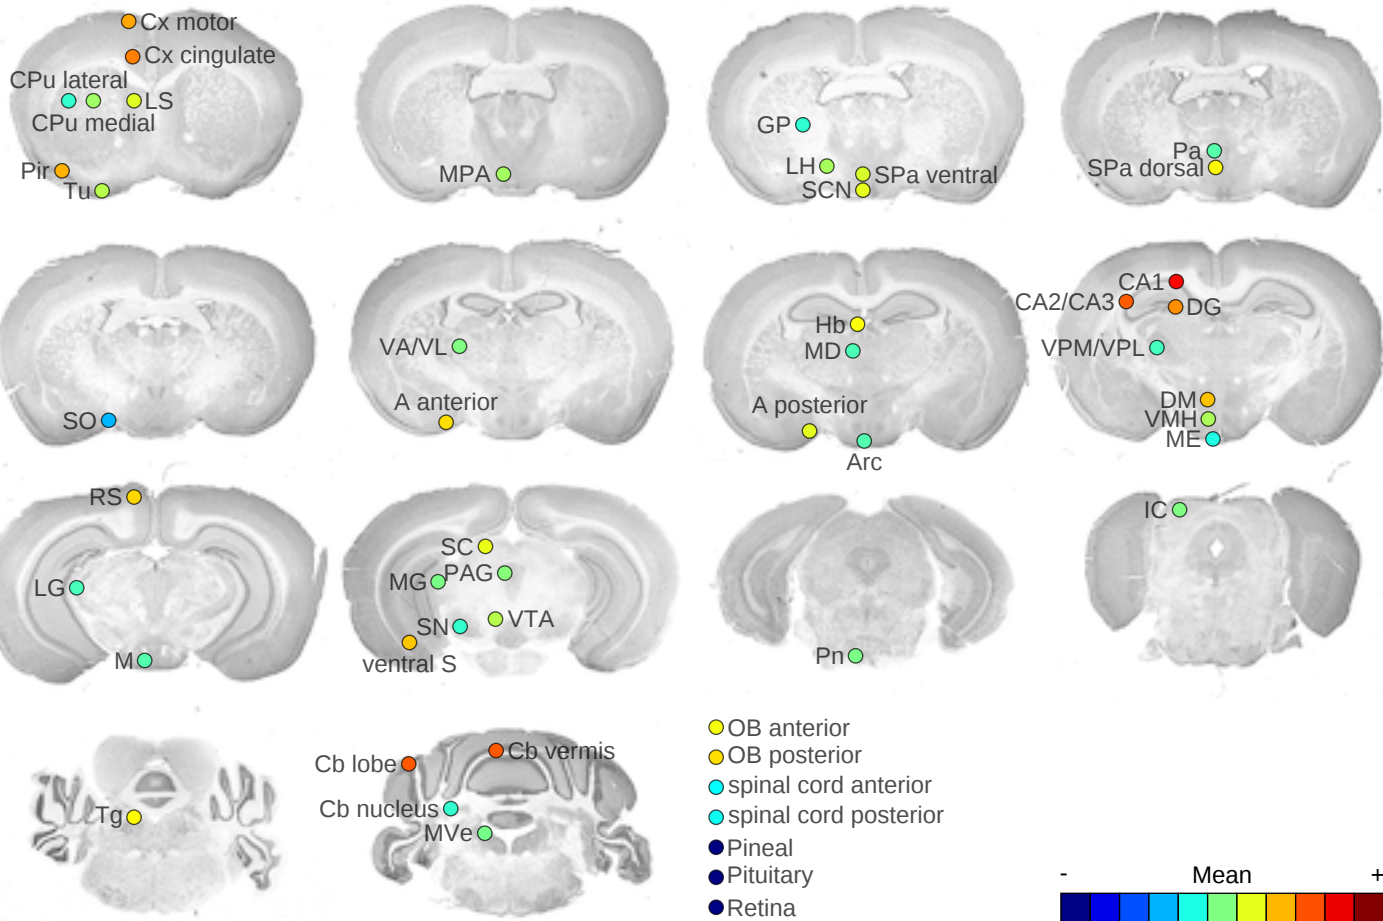 Cx motor
Cx cingulate
CPu lateral
LS
CPu medial
Pir
Tu
MPA
GP
LH
SPa ventral
SCN
Pa
SPa dorsal
SO
VA/VL
A anterior
Hb
MD
A posterior
Arc
CA1
CA2/CA3
DG
VPM/VPL
DM
VMH
ME
RS
LG
M
SC
MG
PAG
SN
VTA
ventral S
Pn
IC
Tg
Cb lobe
Cb vermis
Cb nucleus
MVe
OB anterior
OB posterior
spinal cord anterior
spinal cord posterior
Pineal
Pituitary
Retina
- Mean +